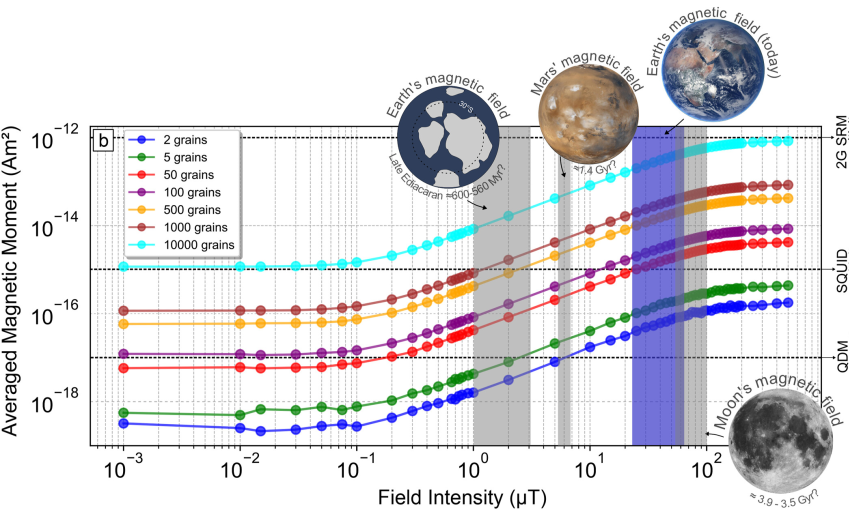 Earth's magnetic field
30°S
Late Ediacaran ≈600-560 Myr?
Mars' magnetic field
≈1.4 Gyr?
Earth's magnetic field (today)
b
2 grains
5 grains
50 grains
100 grains
500 grains
1000 grains
10000 grains
Averaged Magnetic Moment (Am²)
10⁻¹²
10⁻¹⁴
10⁻¹⁶
10⁻¹⁸
2G SRM
SQUID
QDM
Moon's magnetic field
≈ 3.9 - 3.5 Gyr?
10⁻³
10⁻²
10⁻¹
10⁰
10¹
10²
Field Intensity (µT)